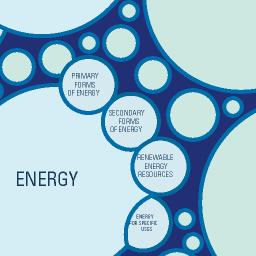 PRIMARY
FORMS
OF ENERGY
SECONDARY
FORMS
OF ENERGY
RENEWABLE
ENERGY
RESOURCES
ENERGY
ENERGY
FOR SPECIFIC
USES